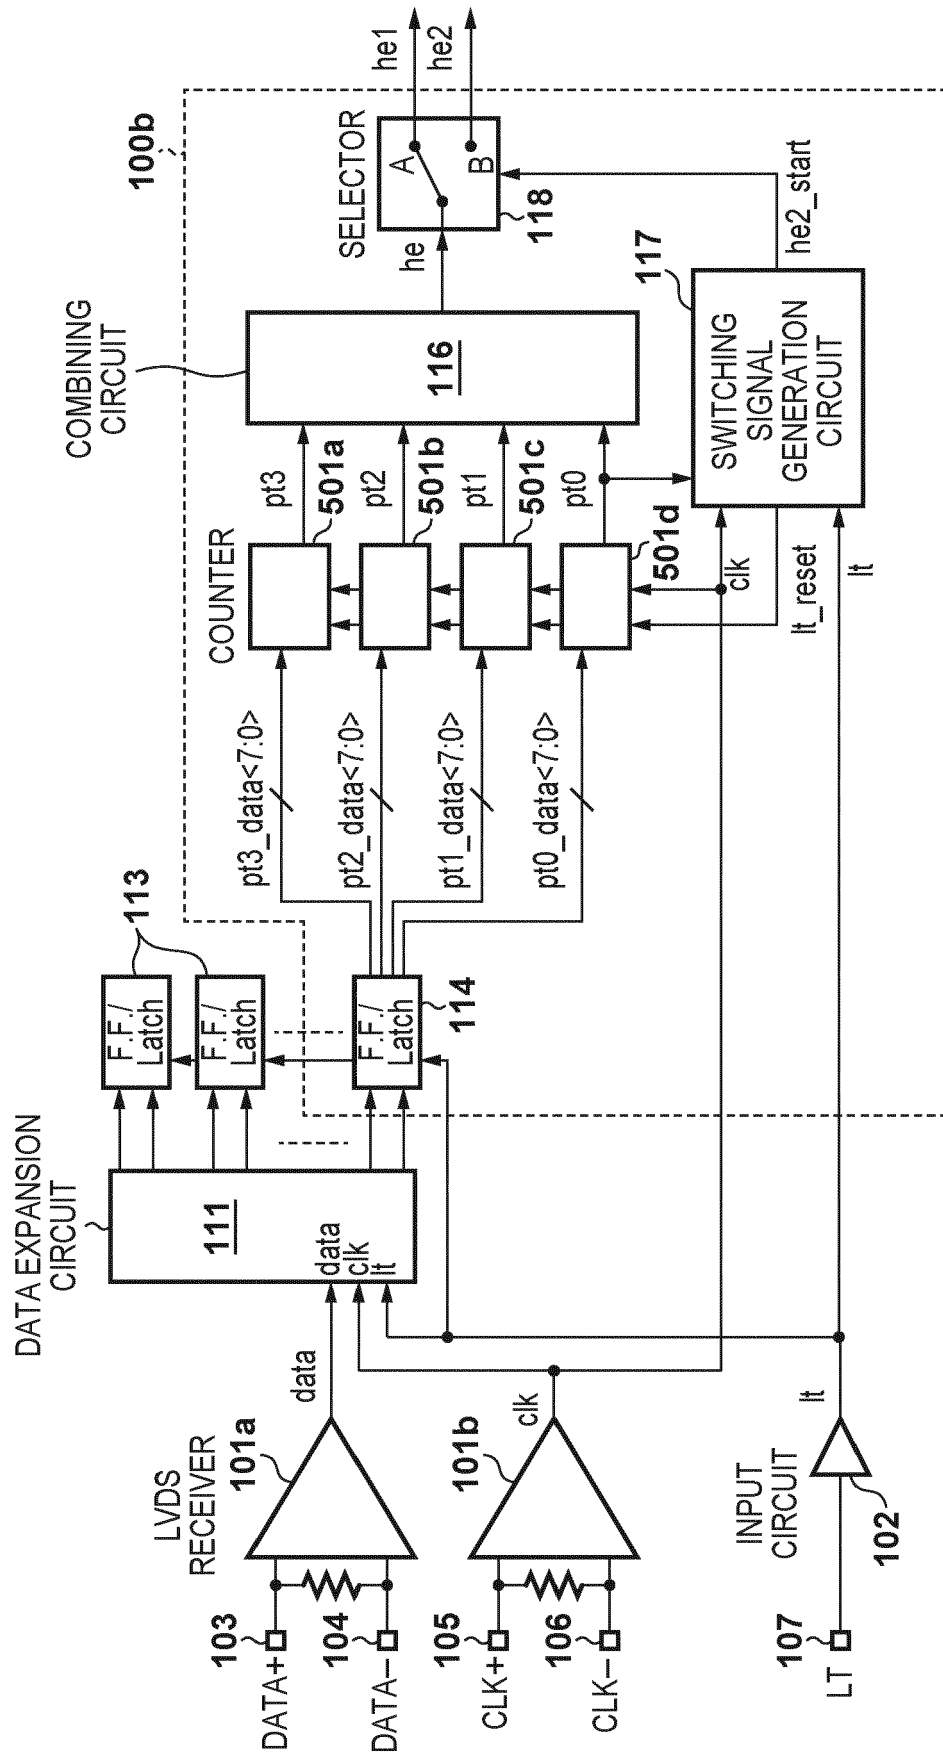 DATA+
103
DATA−
104
CLK+
105
CLK−
106
LT
107
LVDS
RECEIVER
101a
101b
INPUT
CIRCUIT
102
data
clk
lt
DATA EXPANSION
CIRCUIT
111
data
clk
lt
113
F.F./
Latch
F.F./
Latch
F.F./
Latch
114
pt3_data<7:0>
pt2_data<7:0>
pt1_data<7:0>
pt0_data<7:0>
COUNTER
501a
501b
501c
501d
pt3
pt2
pt1
pt0
clk
lt_reset
lt
COMBINING
CIRCUIT
116
117
SWITCHING
SIGNAL
GENERATION
CIRCUIT
he
he2_start
SELECTOR
A
B
118
100b
he1
he2